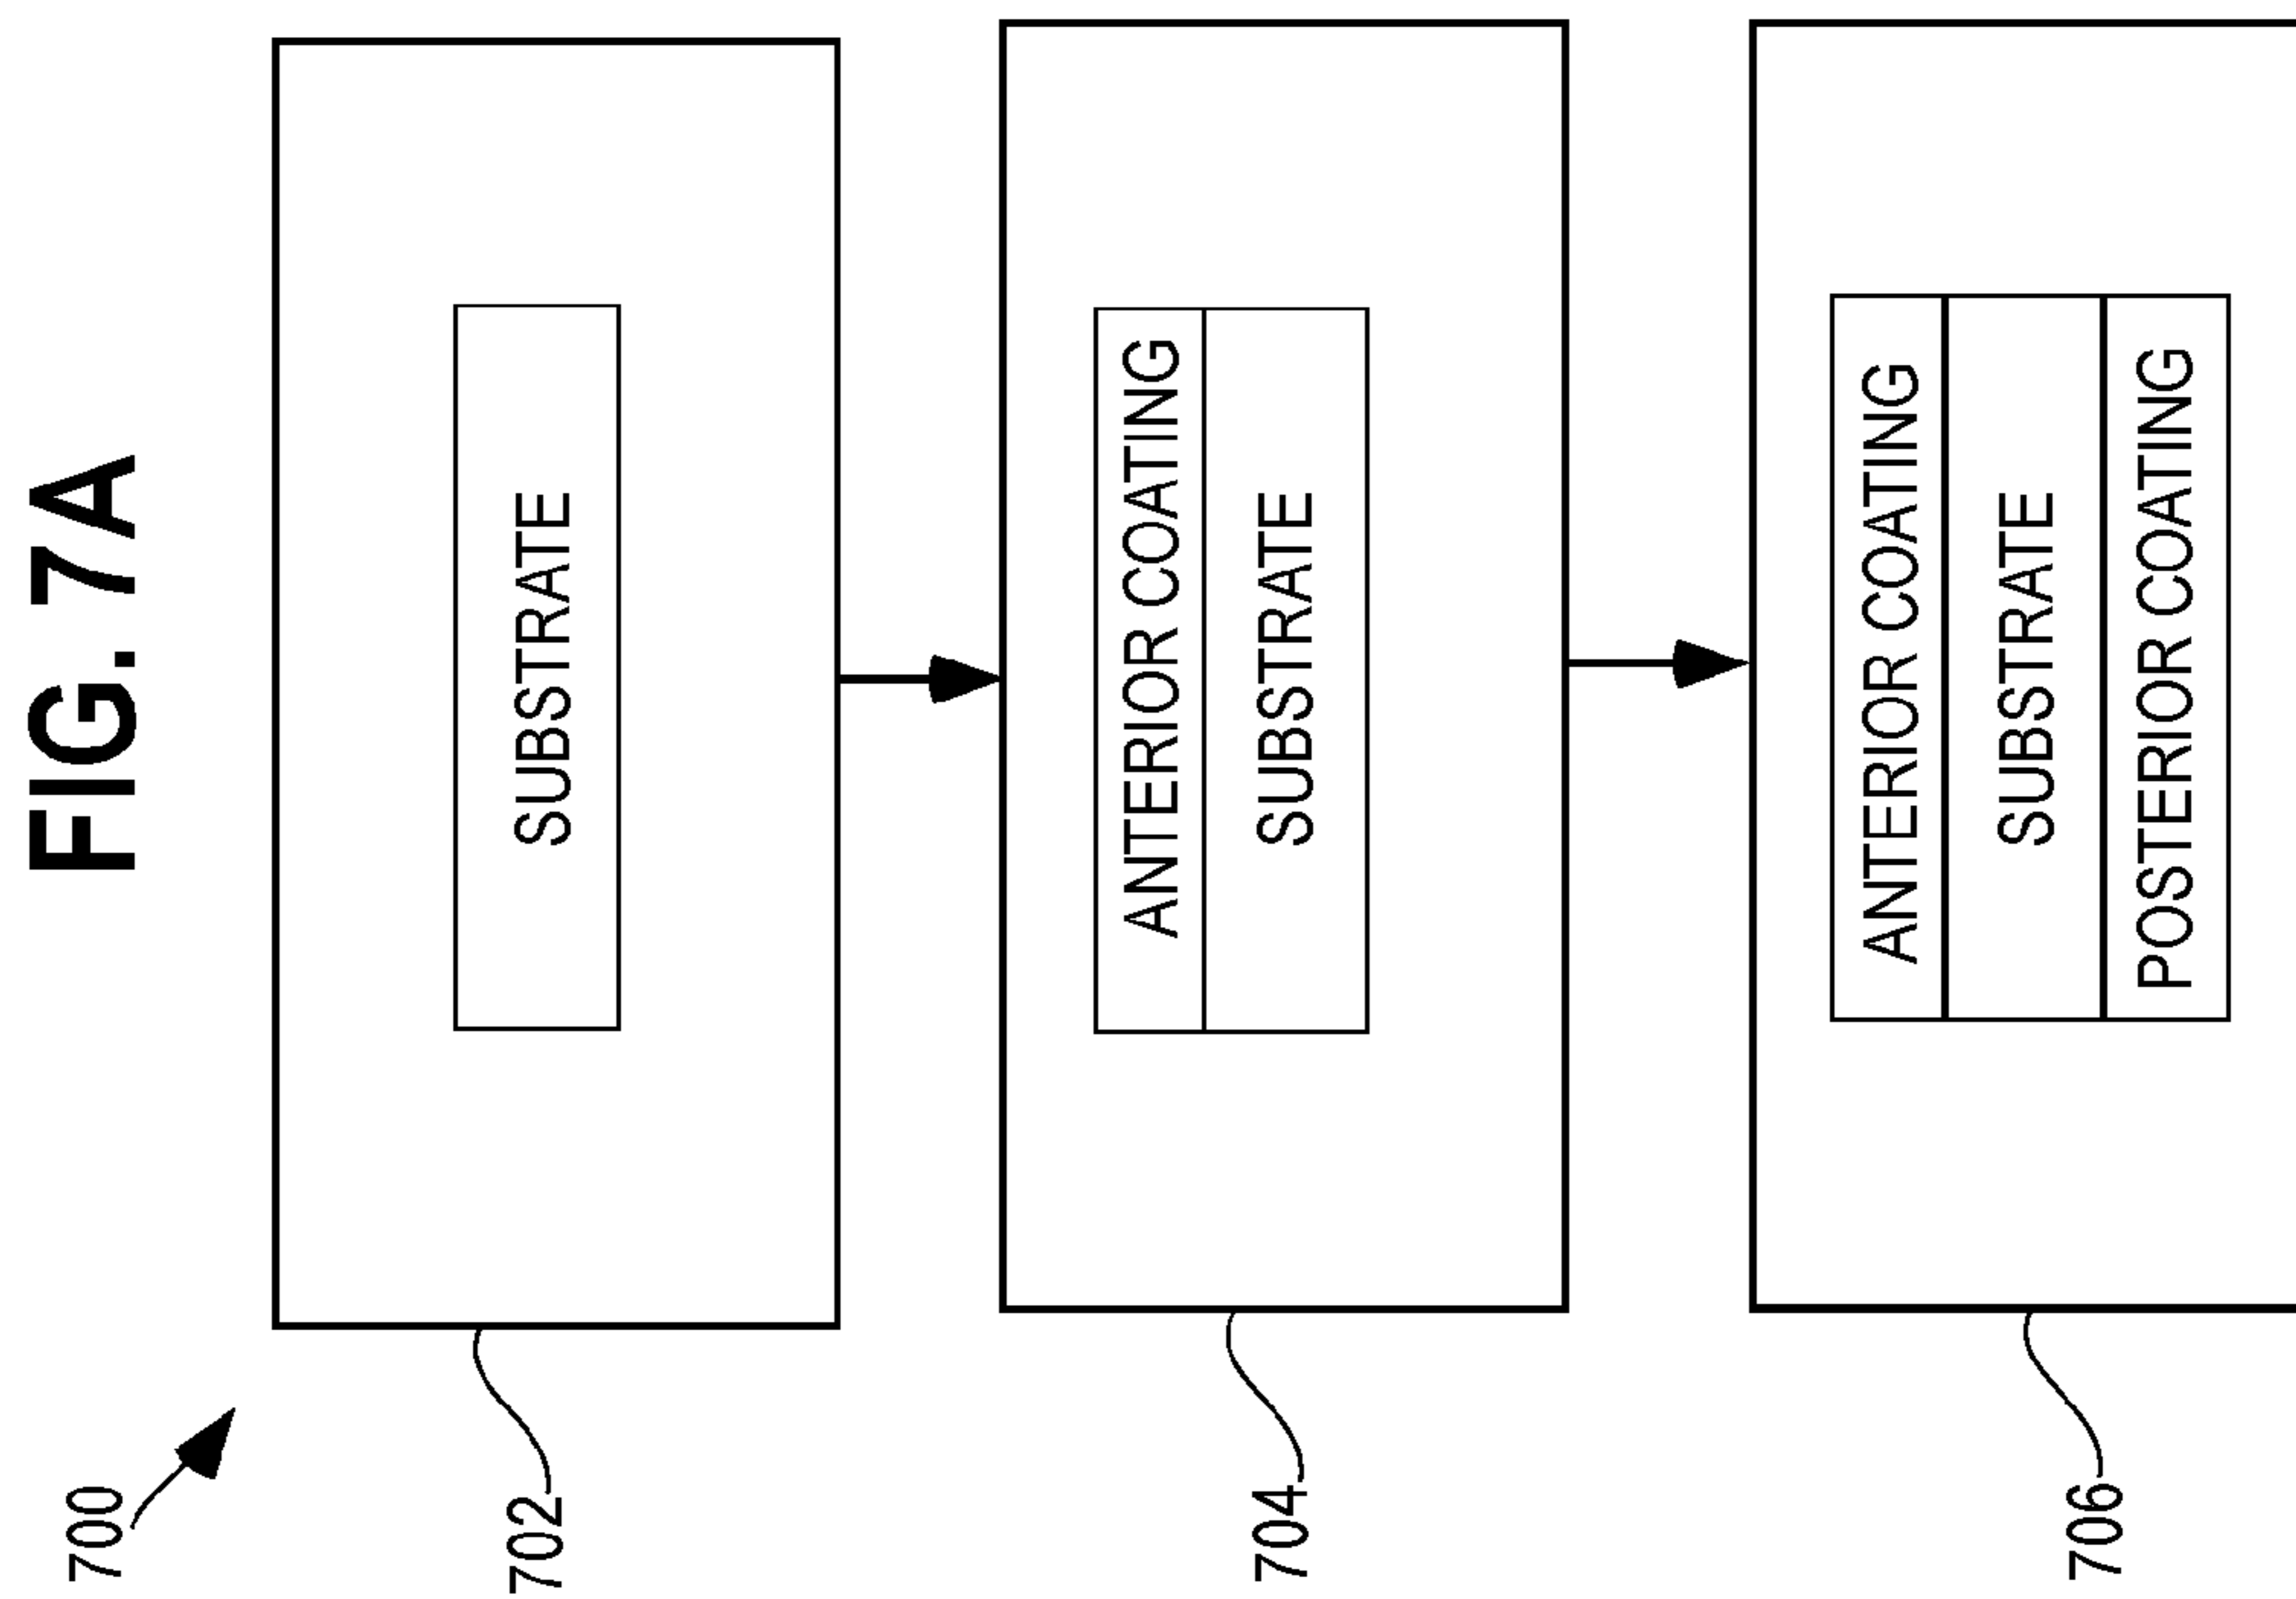 FIG. 7A
700
702
SUBSTRATE
704
ANTERIOR COATING
SUBSTRATE
706
ANTERIOR COATING
SUBSTRATE
POSTERIOR COATING